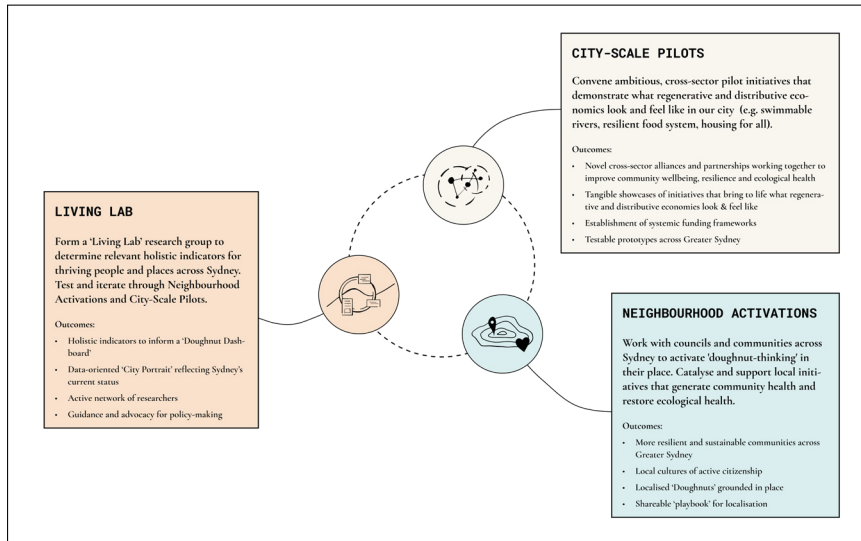 CITY-SCALE PILOTS
Convene ambitious, cross-sector pilot initiatives that
demonstrate what regenerative and distributive eco-
nomics look and feel like in our city (e.g. swimmable
rivers, resilient food system, housing for all).
Outcomes:
• Novel cross-sector alliances and partnerships working together to
improve community wellbeing, resilience and ecological health
• Tangible showcases of initiatives that bring to life what regenera-
tive and distributive economies look & feel like
• Establishment of systemic funding frameworks
• Testable prototypes across Greater Sydney
LIVING LAB
Form a ‘Living Lab’ research group to
determine relevant holistic indicators for
thriving people and places across Sydney.
Test and iterate through Neighbourhood
Activations and City-Scale Pilots.
Outcomes:
• Holistic indicators to inform a ‘Doughnut Dash-
board’
• Data-oriented ‘City Portrait’ reflecting Sydney’s
current status
• Active network of researchers
• Guidance and advocacy for policy-making
NEIGHBOURHOOD ACTIVATIONS
Work with councils and communities across
Sydney to activate 'doughnut-thinking' in
their place. Catalyse and support local initi-
atives that generate community health and
restore ecological health.
Outcomes:
• More resilient and sustainable communities across
Greater Sydney
• Local cultures of active citizenship
• Localised ‘Doughnuts’ grounded in place
• Shareable ‘playbook’ for localisation